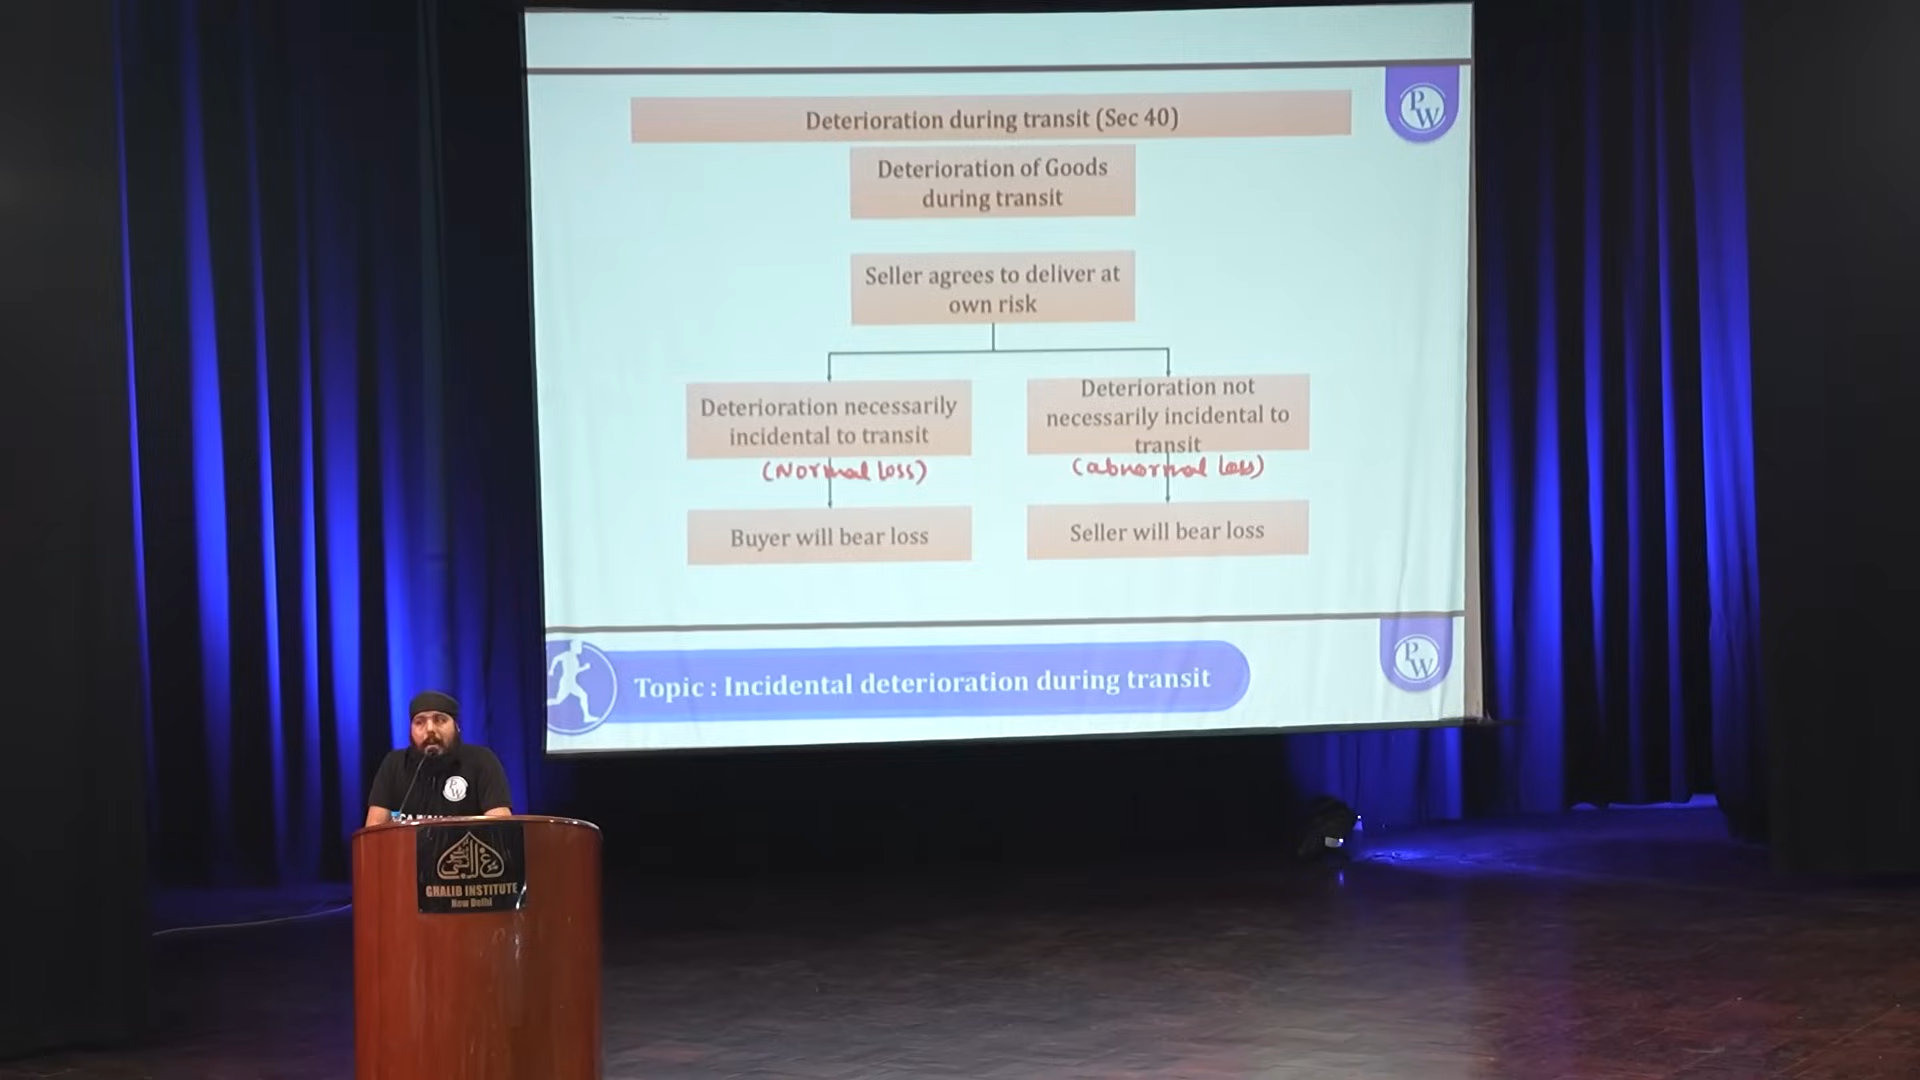 Deterioration during transit (Sec 40)
PW
Deterioration of Goods
during transit
Seller agrees to deliver at
own risk
Deterioration necessarily
incidental to transit
(Normal loss)
Buyer will bear loss
Deterioration not
necessarily incidental to
transit
(abnormal loss)
Seller will bear loss
Topic : Incidental deterioration during transit
PW
PW
GHALIB INSTITUTE
New Delhi